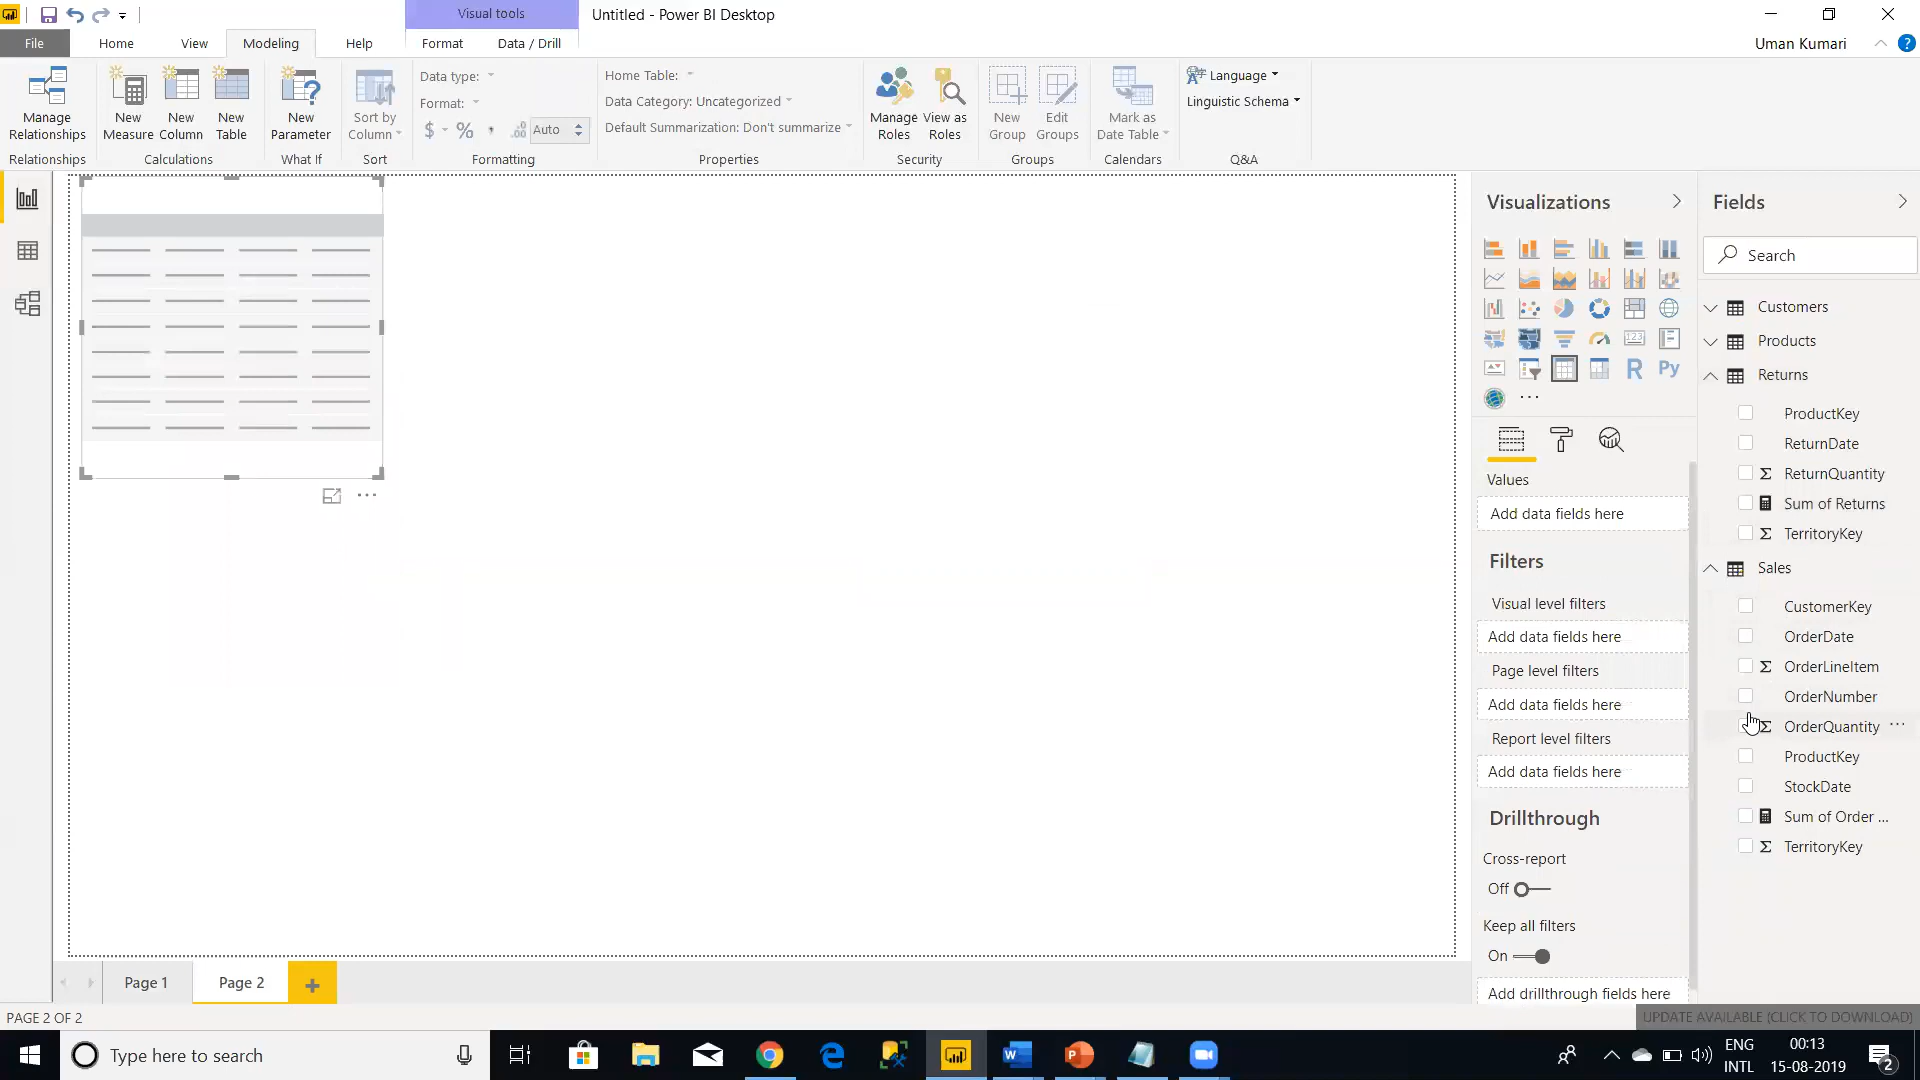 Visual tools
Untitled - Power BI Desktop
File
Home
View
Modeling
Help
Format
Data / Drill
Uman Kumari
?
Manage Relationships
New Measure
New Column
New Table
New Parameter
Sort by Column
Data type:
Format:
$ % , .00 Auto
Home Table:
Data Category: Uncategorized
Default Summarization: Don't summarize
Manage Roles
View as Roles
New Group
Edit Groups
Mark as Date Table
Language
Linguistic Schema
Relationships
Calculations
What If
Sort
Formatting
Properties
Security
Groups
Calendars
Q&A
Visualizations
123
R
Py
Values
Add data fields here
Filters
Visual level filters
Add data fields here
Page level filters
Add data fields here
Report level filters
Add data fields here
Drillthrough
Cross-report
Off
Keep all filters
On
Add drillthrough fields here
Fields
Search
Customers
Products
Returns
ProductKey
ReturnDate
Σ ReturnQuantity
Sum of Returns
Σ TerritoryKey
Sales
CustomerKey
OrderDate
Σ OrderLineItem
OrderNumber
Σ OrderQuantity ...
ProductKey
StockDate
Sum of Order ...
Σ TerritoryKey
Page 1
Page 2
+
PAGE 2 OF 2
UPDATE AVAILABLE (CLICK TO DOWNLOAD)
Type here to search
ENG
INTL
00:13
15-08-2019
2